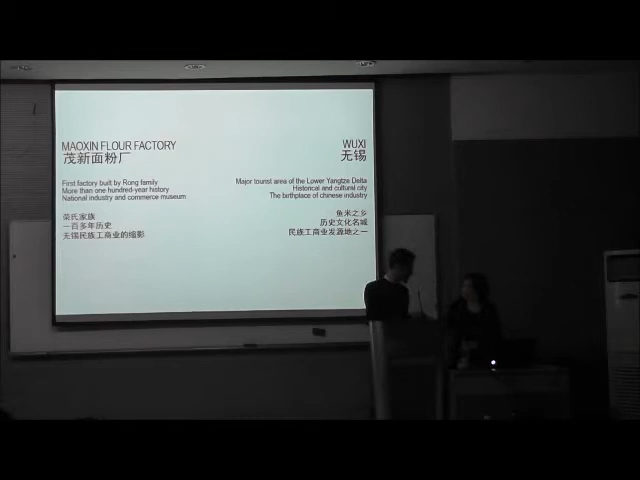 MAOXIN FLOUR FACTORY
茂新面粉厂
First factory built by Rong family
More than one hundred-year history
National industry and commerce museum
荣氏家族
一百多年历史
无锡民族工商业的缩影
WUXI
无锡
Major tourist area of the Lower Yangtze Delta
Historical and cultural city
The birthplace of chinese industry
鱼米之乡
历史文化名城
民族工商业发源地之一